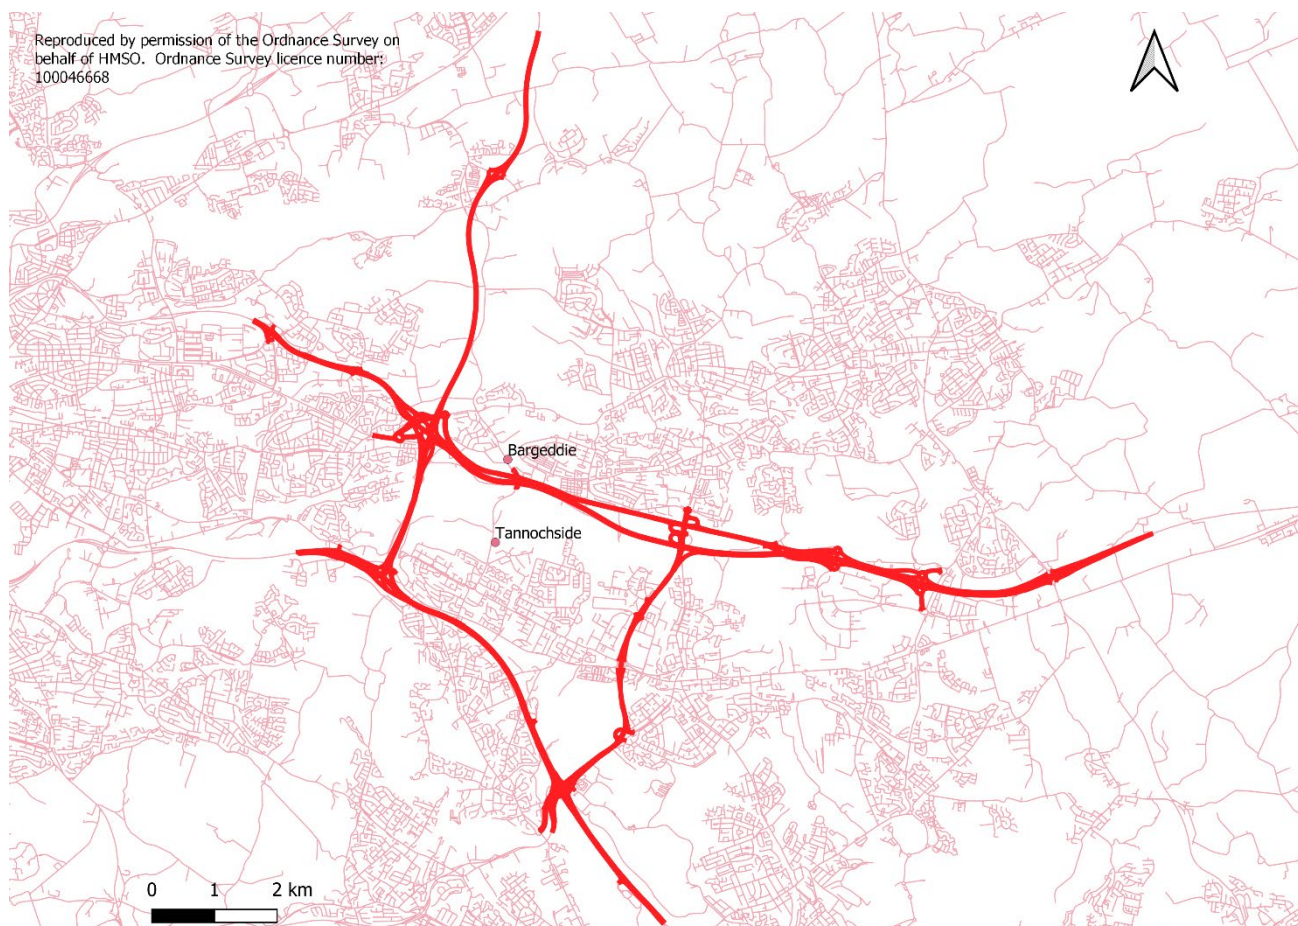 Reproduced by permission of the Ordnance Survey on
behalf of HMSO.  Ordnance Survey licence number:
100046668
Bargeddie
Tannochside
0 1 2 km